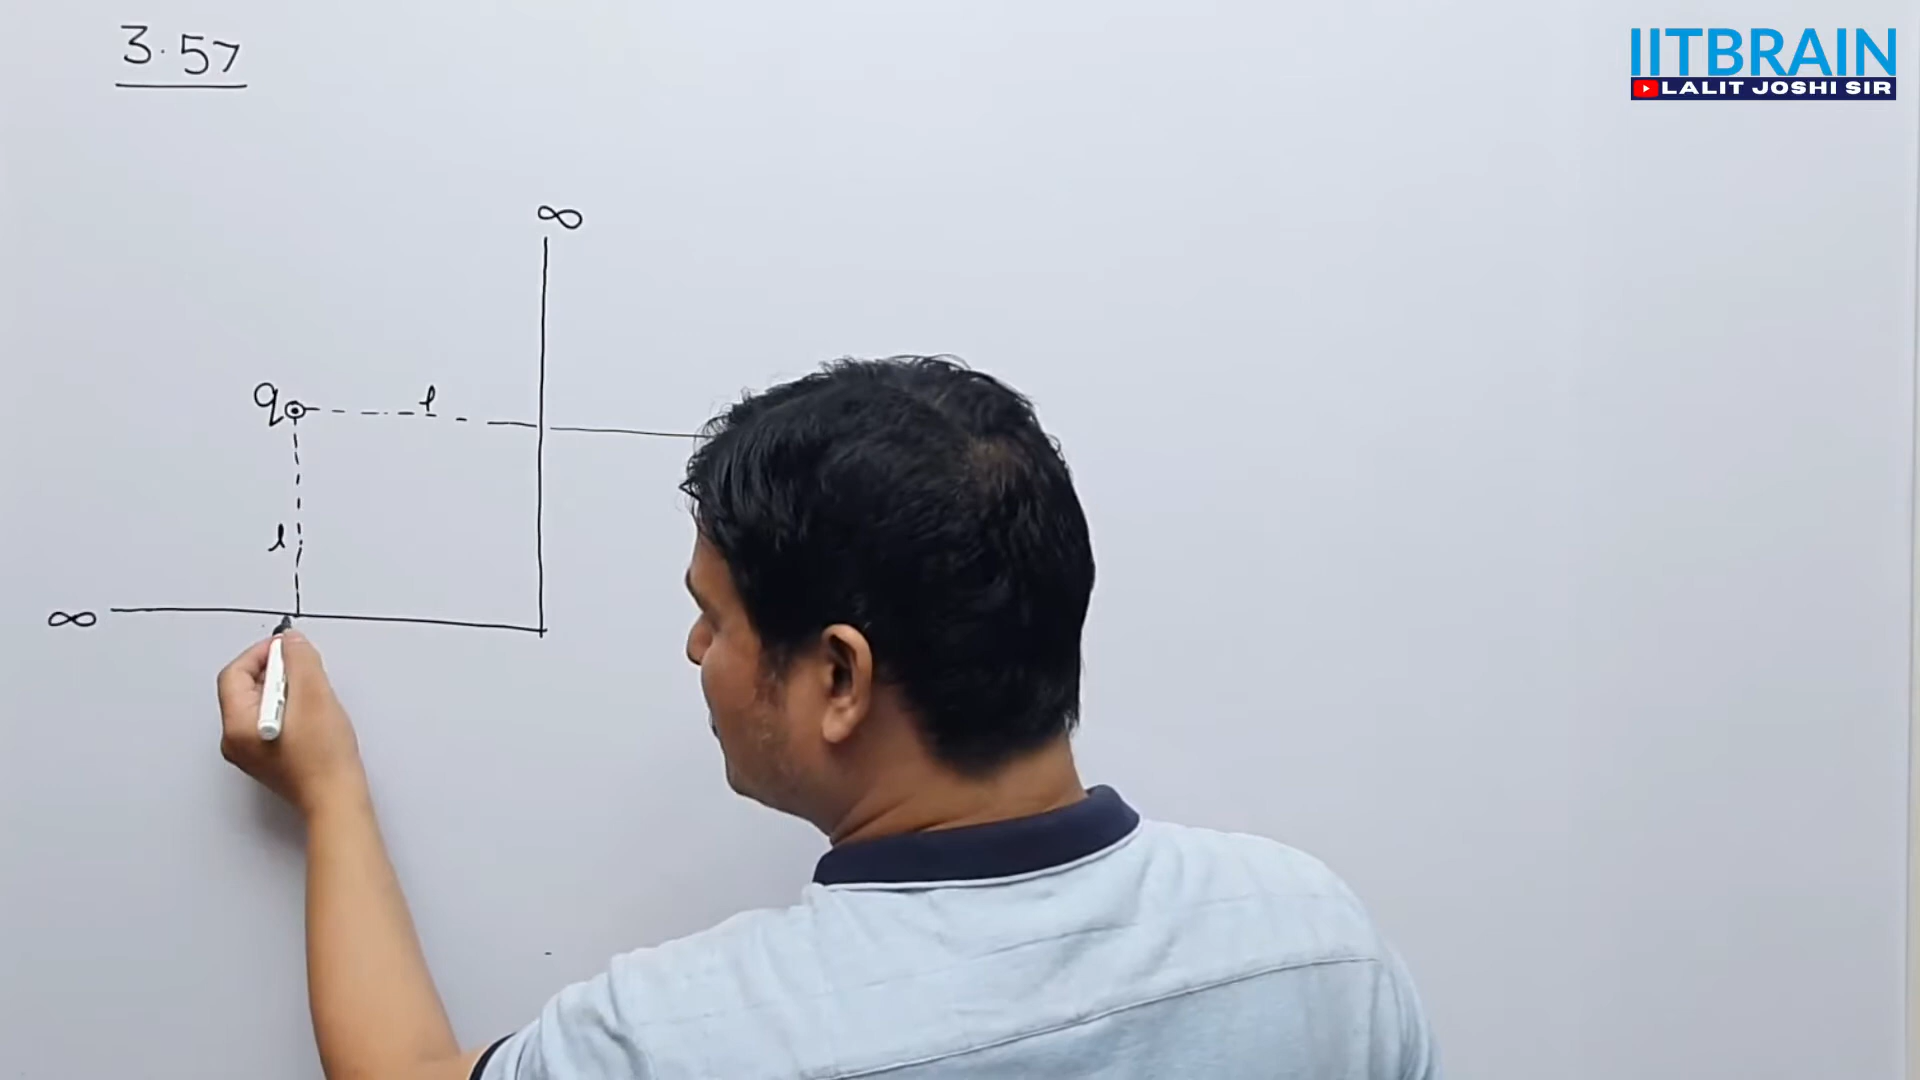 3.57
IITBRAIN
LALIT JOSHI SIR
∞
q
l
l
∞